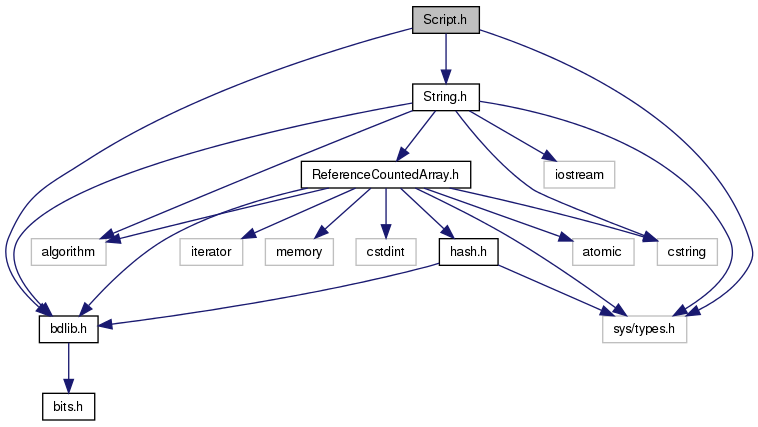 Script.h
String.h
ReferenceCountedArray.h
iostream
algorithm
iterator
memory
cstdint
hash.h
atomic
cstring
bdlib.h
sys/types.h
bits.h